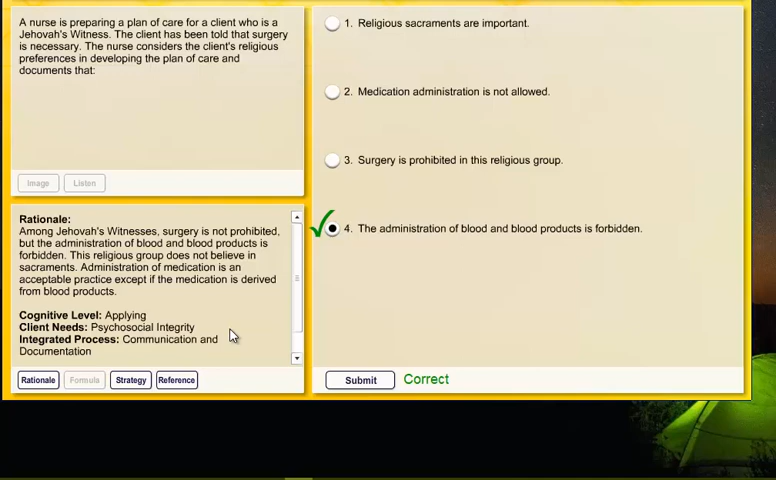 A nurse is preparing a plan of care for a client who is a
Jehovah's Witness. The client has been told that surgery
is necessary. The nurse considers the client's religious
preferences in developing the plan of care and
documents that:
Image Listen
Rationale:
Among Jehovah's Witnesses, surgery is not prohibited,
but the administration of blood and blood products is
forbidden. This religious group does not believe in
sacraments. Administration of medication is an
acceptable practice except if the medication is derived
from blood products.
Cognitive Level: Applying
Client Needs: Psychosocial Integrity
Integrated Process: Communication and
Documentation
Rationale Formula Strategy Reference
1. Religious sacraments are important.
2. Medication administration is not allowed.
3. Surgery is prohibited in this religious group.
4. The administration of blood and blood products is forbidden.
Submit Correct